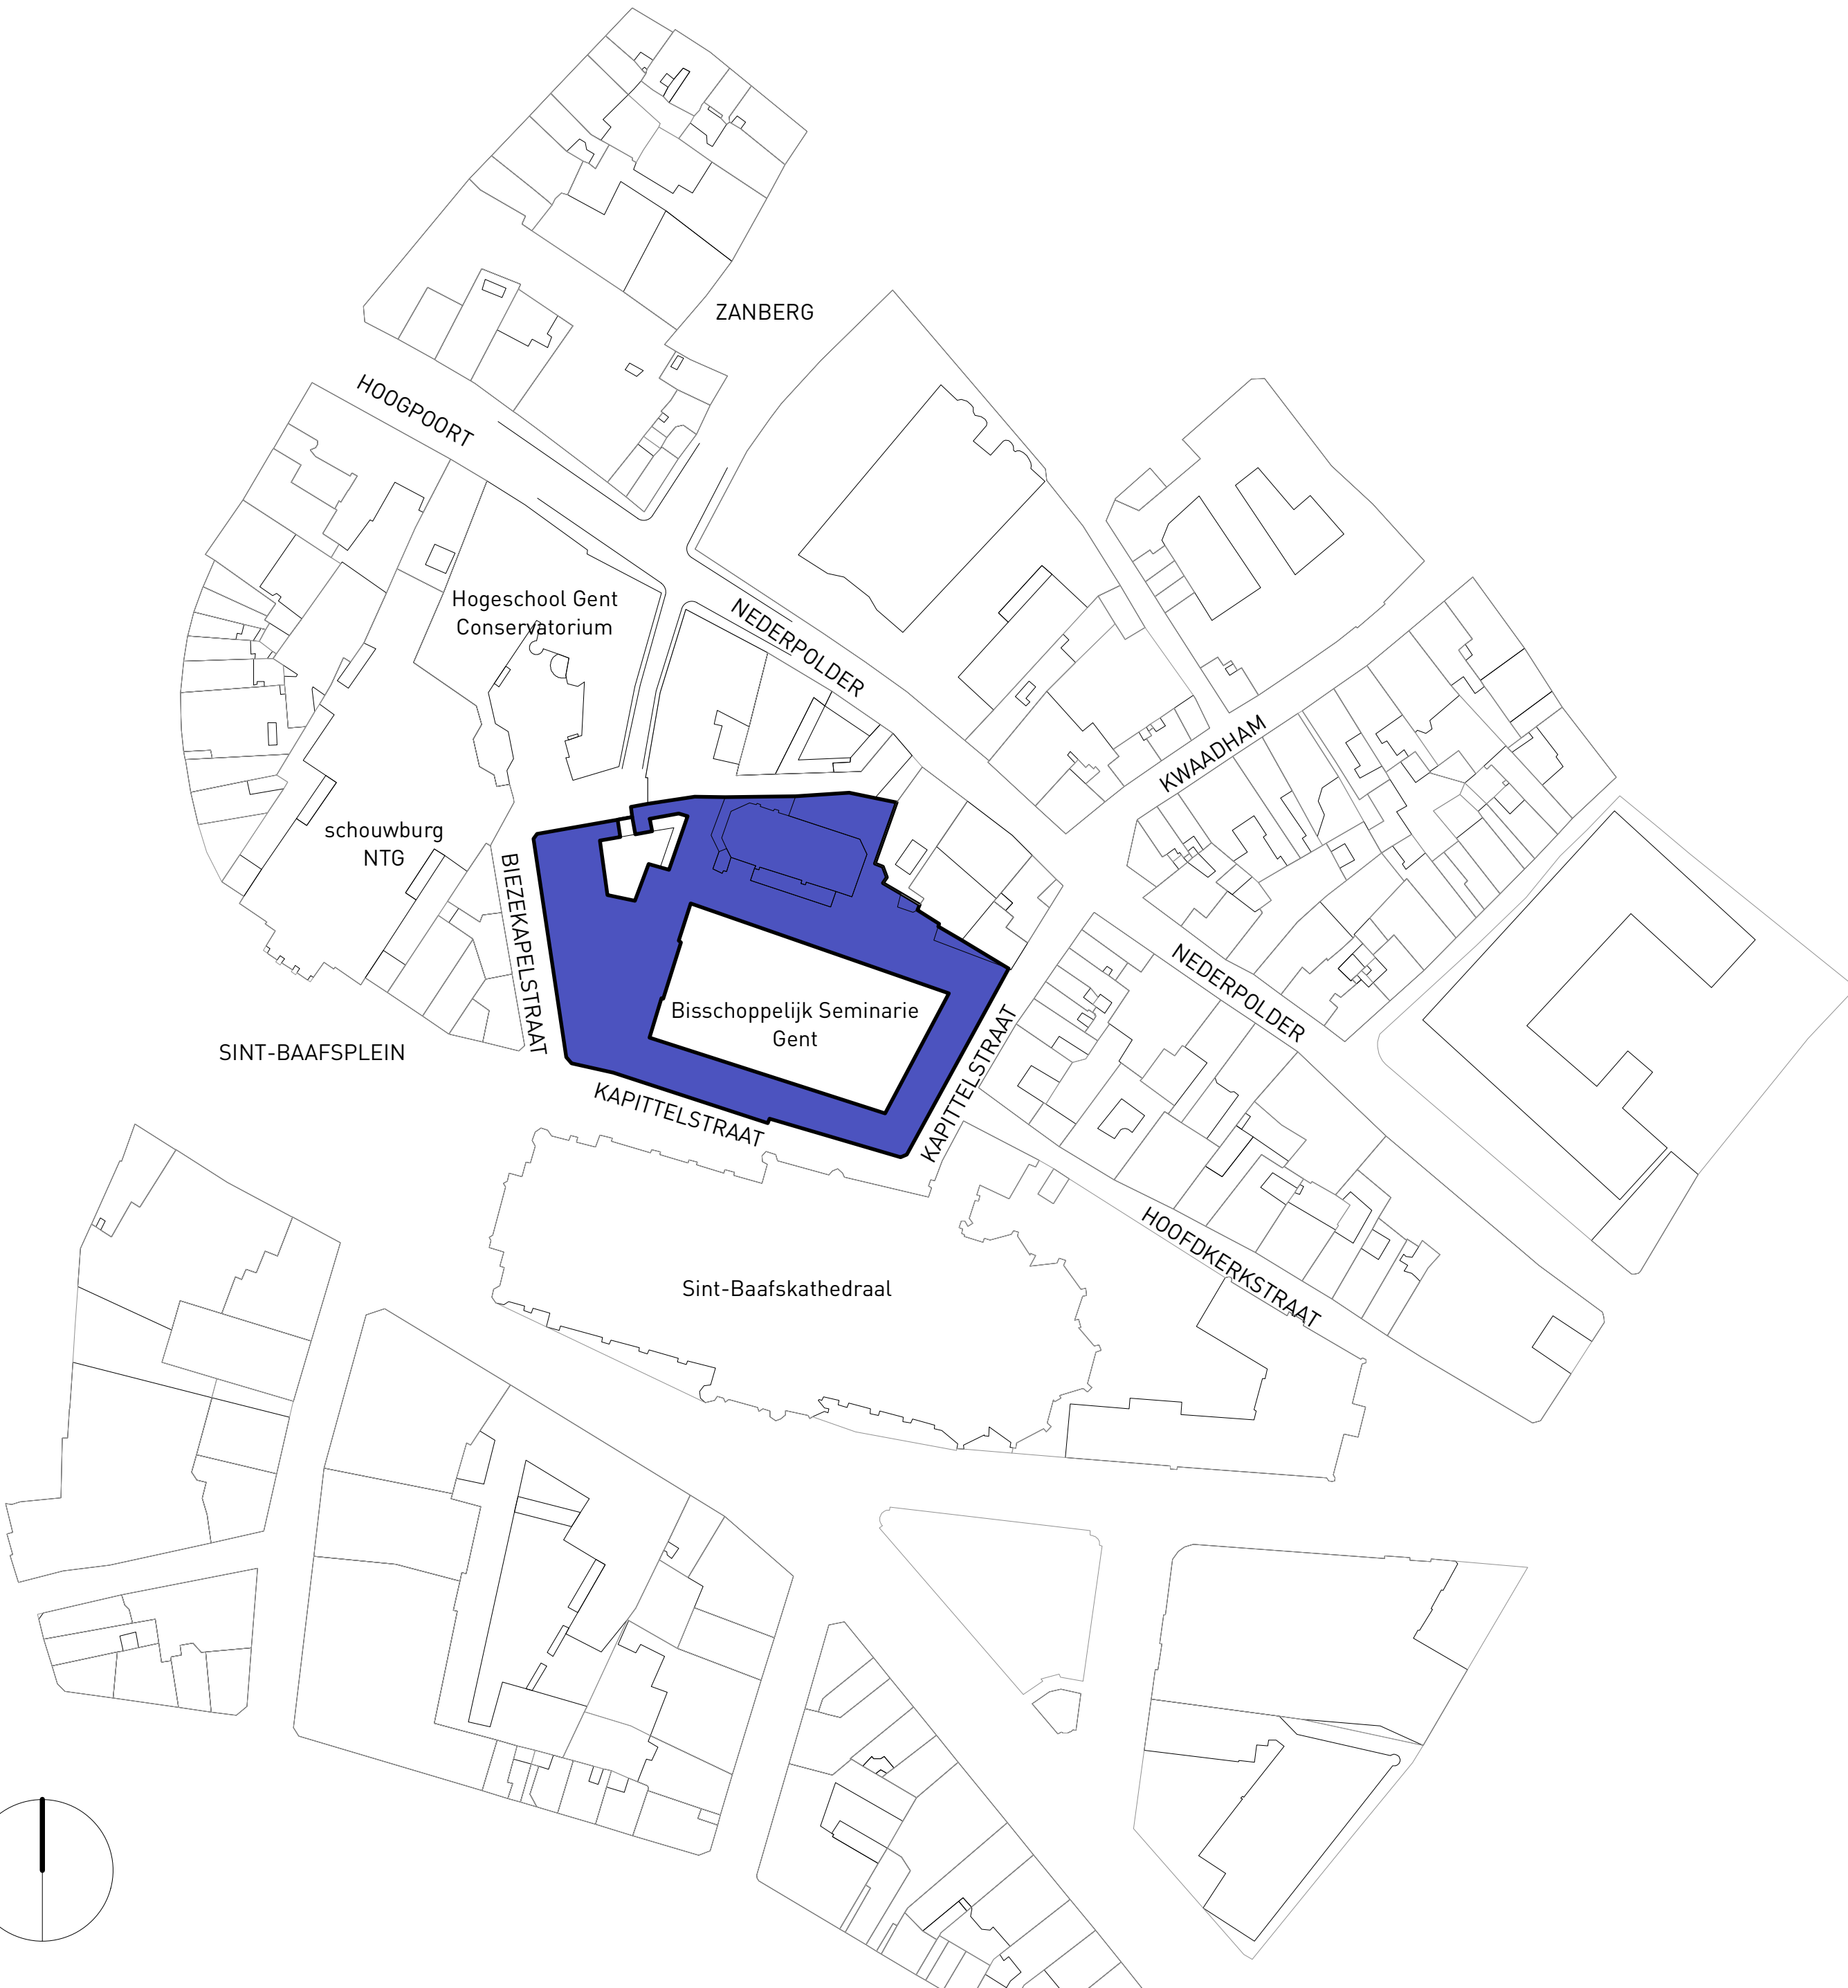 ZANBERG
HOOGPOORT
Hogeschool Gent
Conservatorium
NEDERPOLDER
KWAADHAM
schouwburg
NTG
BIEZEKAPELSTRAAT
NEDERPOLDER
Bisschoppelijk Seminarie
Gent
SINT-BAAFSPLEIN
KAPITTELSTRAAT
KAPITTELSTRAAT
HOOFDKERKSTRAAT
Sint-Baafskathedraal